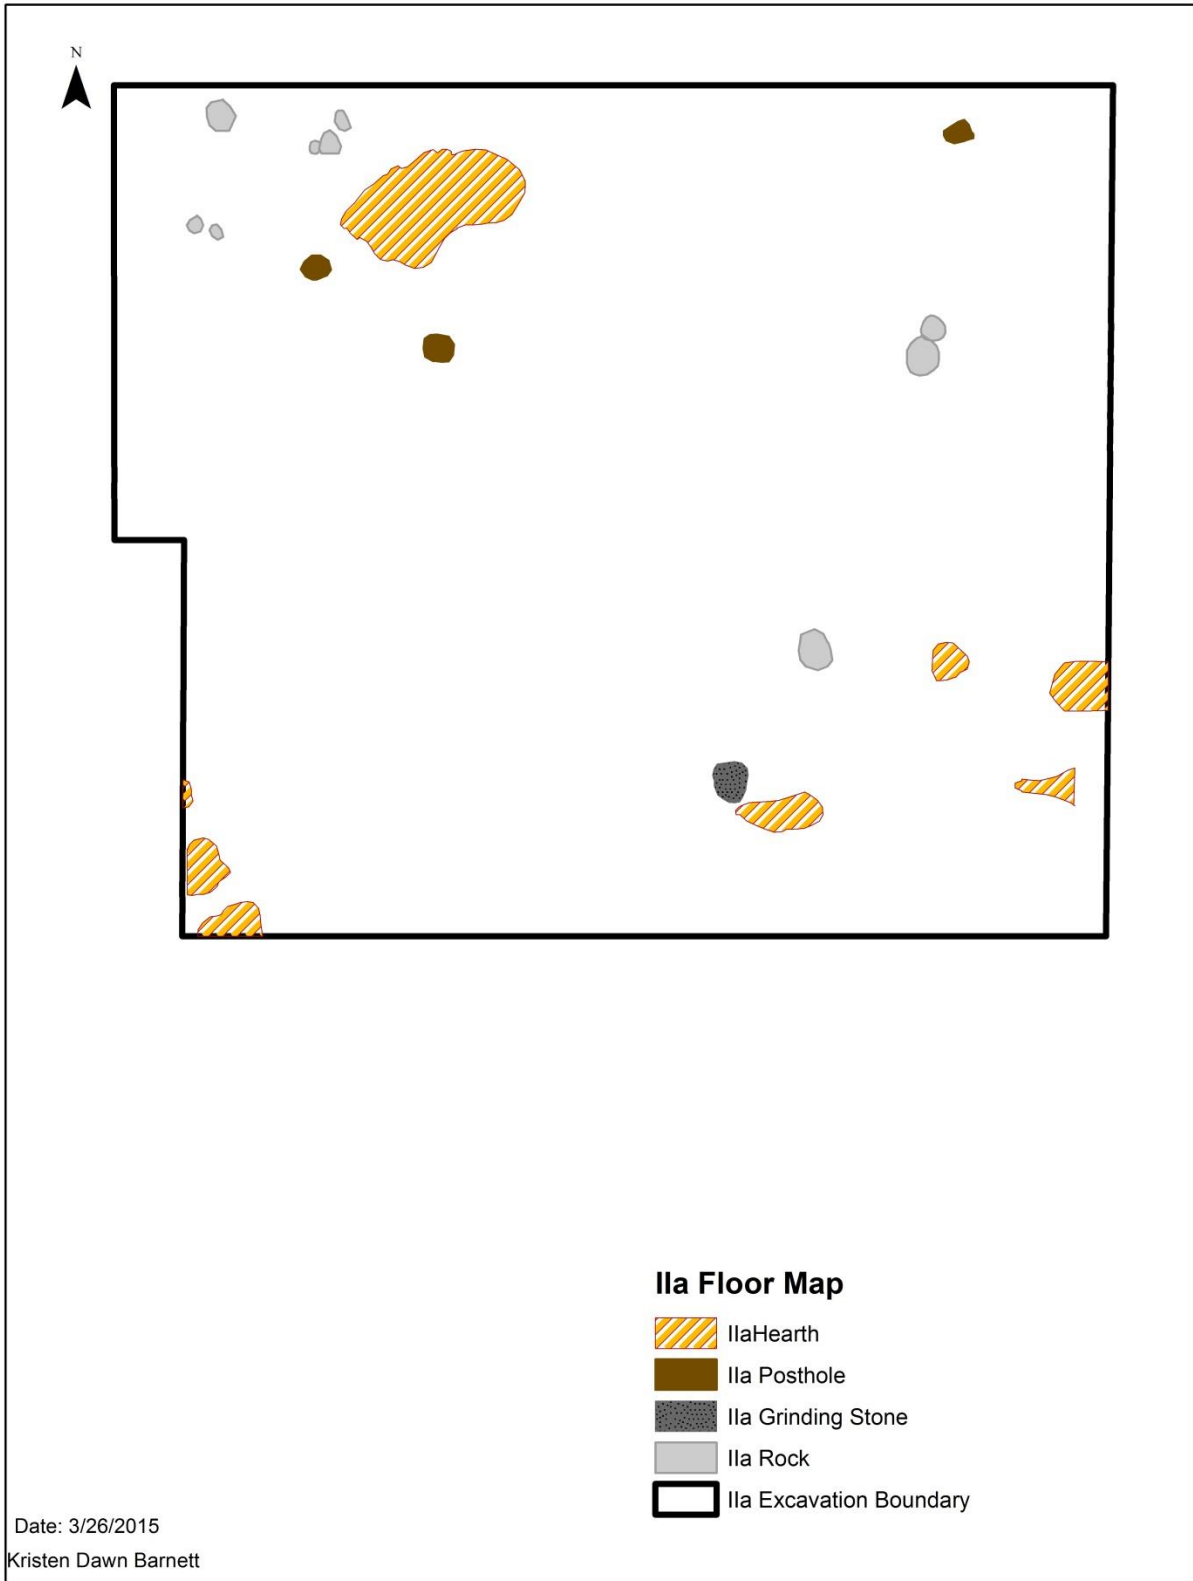 N
IIa Floor Map
IIaHearth
IIa Posthole
IIa Grinding Stone
IIa Rock
IIa Excavation Boundary
Date: 3/26/2015
Kristen Dawn Barnett